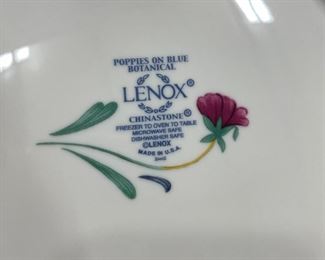 POPPIES ON BLUE
BOTANICAL
LENOX®
CHINASTONE®
FREEZER TO OVEN TO TABLE
MICROWAVE SAFE
DISHWASHER SAFE
©LENOX
MADE IN U.S.A.